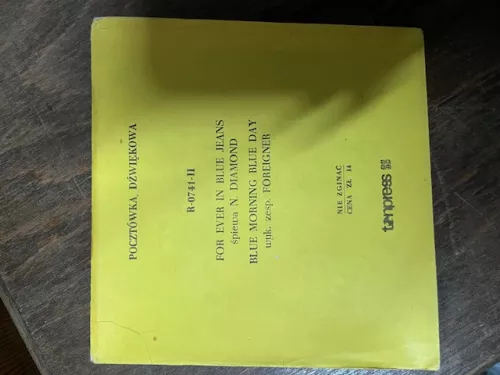 POCZTÓWKA DŹWIĘKOWA
R-0741-II
FOR EVER IN BLUE JEANS
śpiewa N. DIAMOND
BLUE MORNING BLUE DAY
wyk. zesp. FOREIGNER
NIE ZGINAĆ
CENA ZŁ 14
tonpress